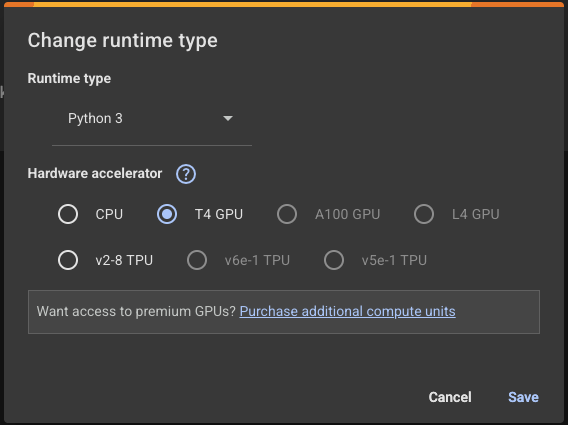 Change runtime type
Runtime type
Python 3
Hardware accelerator ?
CPU T4 GPU A100 GPU L4 GPU
v2-8 TPU v6e-1 TPU v5e-1 TPU
Want access to premium GPUs? Purchase additional compute units
Cancel Save